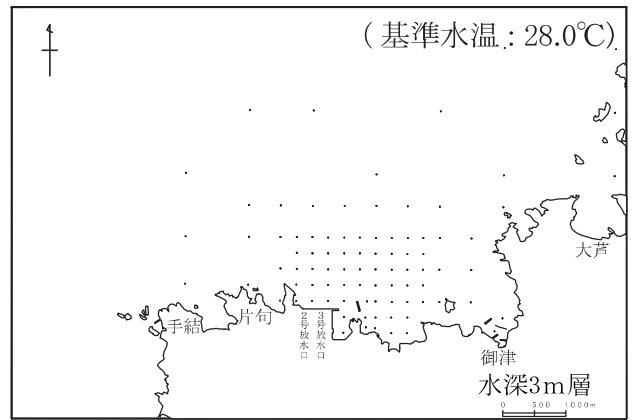 (基準水温:28.0℃)
大芦
片句
手結
2号放水口
3号放水口
御津
水深3m層
0 500 1000m